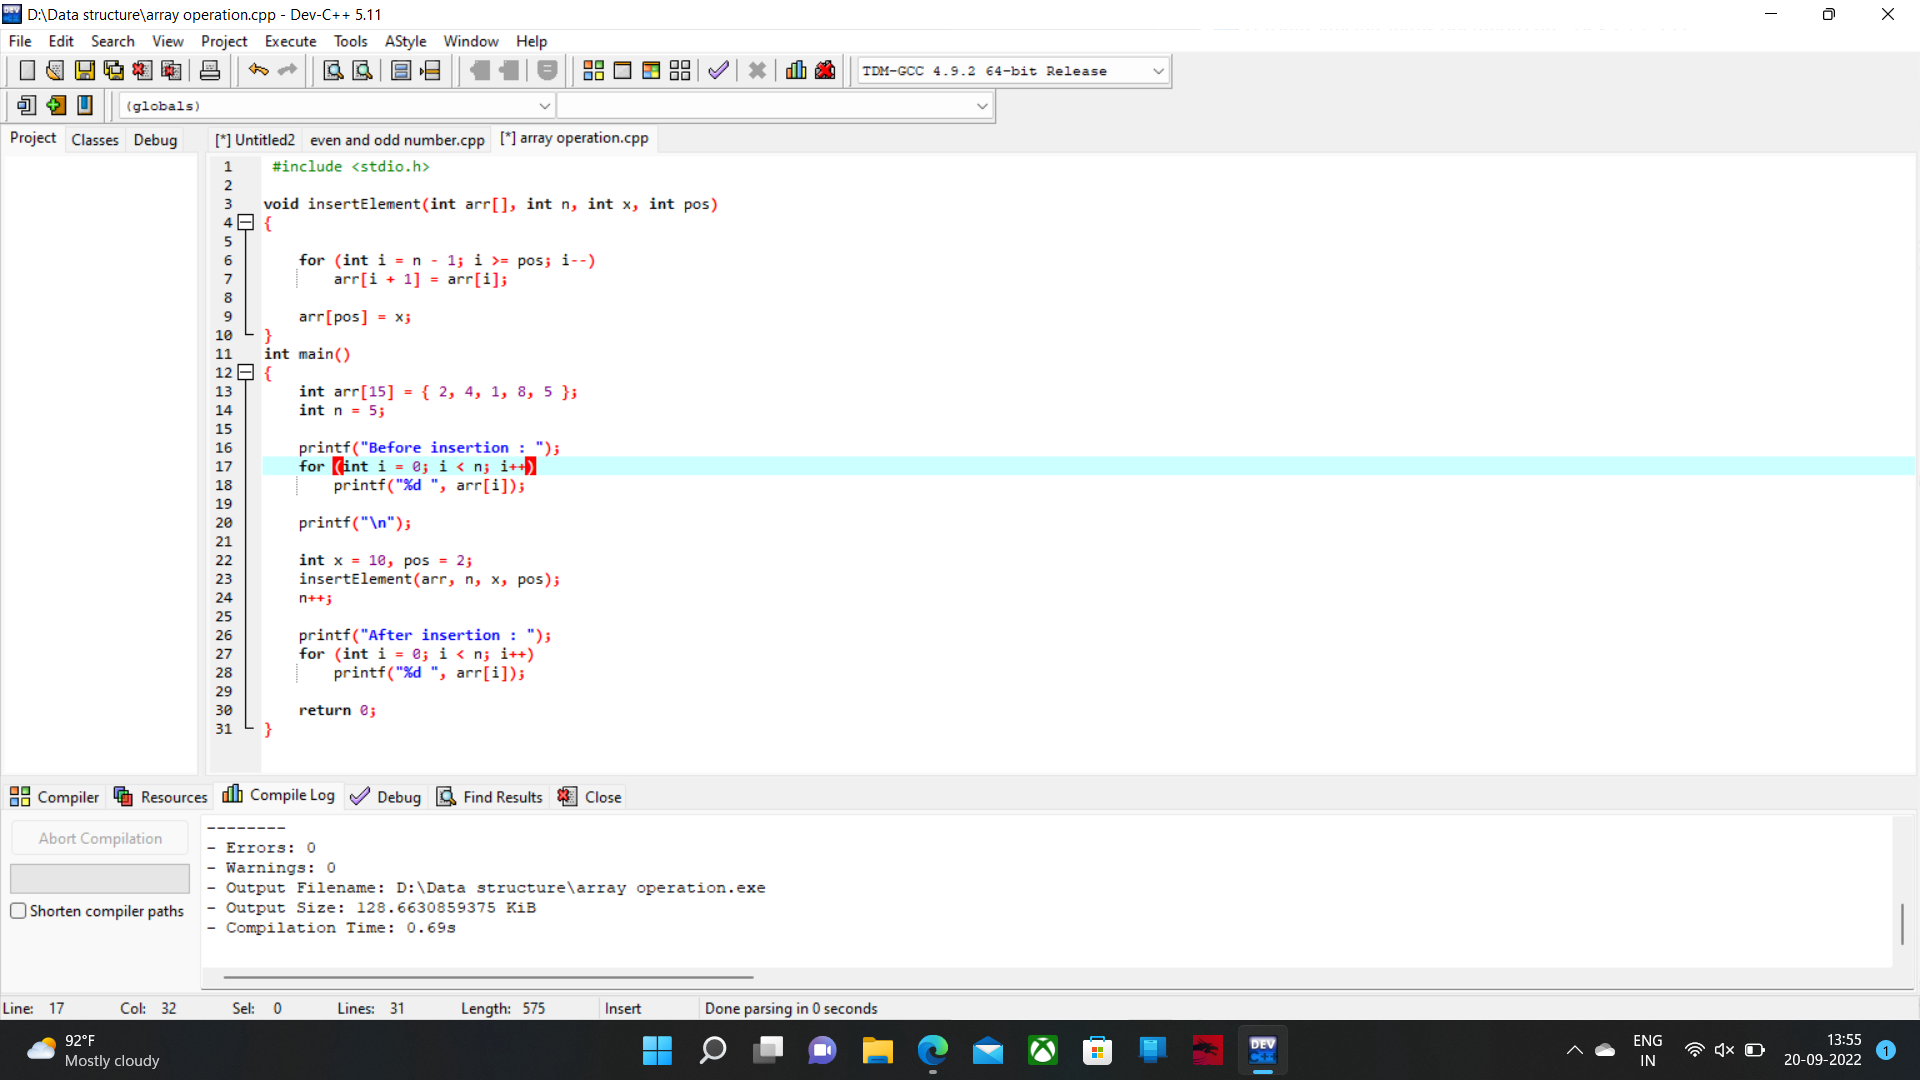 D:\Data structure\array operation.cpp - Dev-C++ 5.11
File Edit Search View Project Execute Tools AStyle Window Help
TDM-GCC 4.9.2 64-bit Release
(globals)
Project Classes Debug [*] Untitled2 even and odd number.cpp [*] array operation.cpp
1 #include <stdio.h>
2
3 void insertElement(int arr[], int n, int x, int pos)
4 {
5
6 for (int i = n - 1; i >= pos; i--)
7 arr[i + 1] = arr[i];
8
9 arr[pos] = x;
10 }
11 int main()
12 {
13 int arr[15] = { 2, 4, 1, 8, 5 };
14 int n = 5;
15
16 printf("Before insertion : ");
17 for (int i = 0; i < n; i++)
18 printf("%d ", arr[i]);
19
20 printf("\n");
21
22 int x = 10, pos = 2;
23 insertElement(arr, n, x, pos);
24 n++;
25
26 printf("After insertion : ");
27 for (int i = 0; i < n; i++)
28 printf("%d ", arr[i]);
29
30 return 0;
31 }
Compiler Resources Compile Log Debug Find Results Close
Abort Compilation
Shorten compiler paths
--------
- Errors: 0
- Warnings: 0
- Output Filename: D:\Data structure\array operation.exe
- Output Size: 128.6630859375 KiB
- Compilation Time: 0.69s
Line: 17 Col: 32 Sel: 0 Lines: 31 Length: 575 Insert Done parsing in 0 seconds
92°F
Mostly cloudy
DEV
C++
ENG
IN
13:55
20-09-2022
1